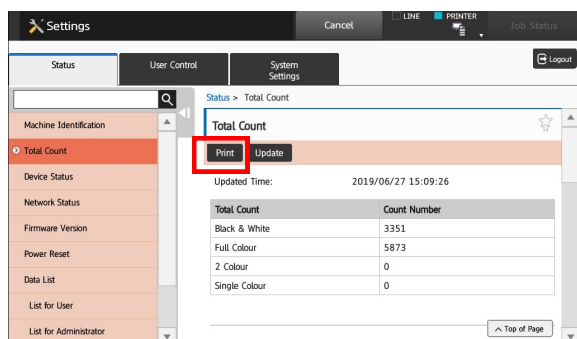 Settings
Cancel
LINE
PRINTER
Job Status
Status
User Control
System
Settings
Logout
Status > Total Count
Machine Identification
Total Count
Device Status
Network Status
Firmware Version
Power Reset
Data List
List for User
List for Administrator
Total Count
Print
Update
Updated Time: 2019/06/27 15:09:26
Total Count Count Number
Black & White 3351
Full Colour 5873
2 Colour 0
Single Colour 0
Top of Page